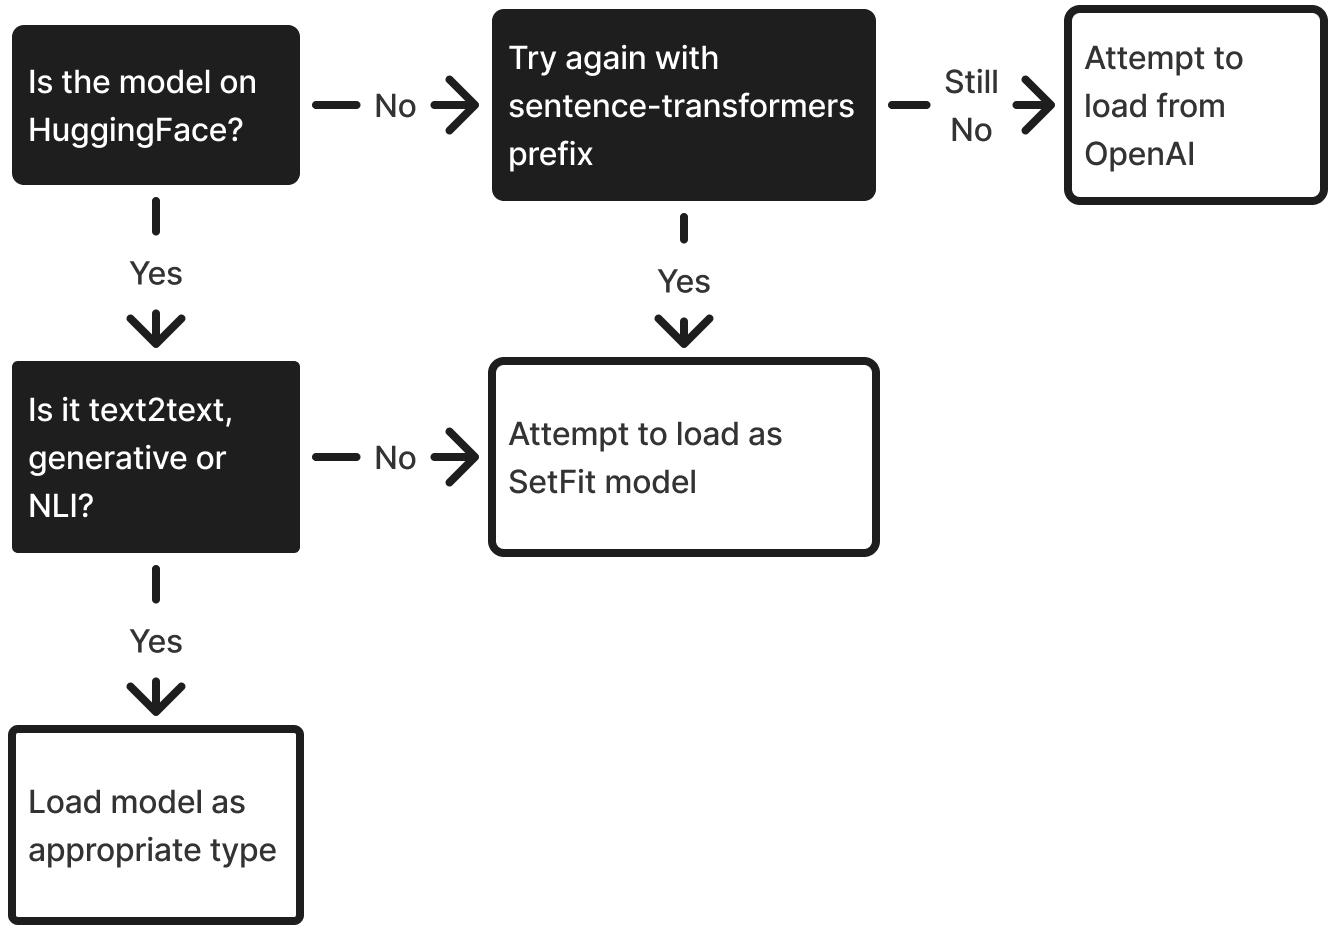 Is the model on
HuggingFace?
No
Try again with
sentence-transformers
prefix
Still
No
Attempt to
load from
OpenAI
Yes
Yes
Is it text2text,
generative or
NLI?
No
Attempt to load as
SetFit model
Yes
Load model as
appropriate type